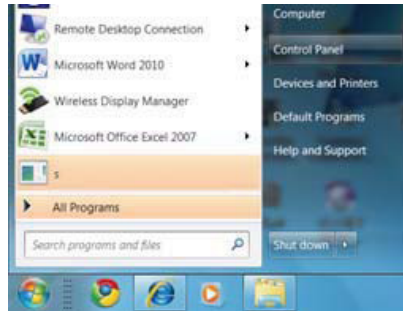 Remote Desktop Connection
Microsoft Word 2010
Wireless Display Manager
Microsoft Office Excel 2007
s
All Programs
Search programs and files
Computer
Control Panel
Devices and Printers
Default Programs
Help and Support
Shut down